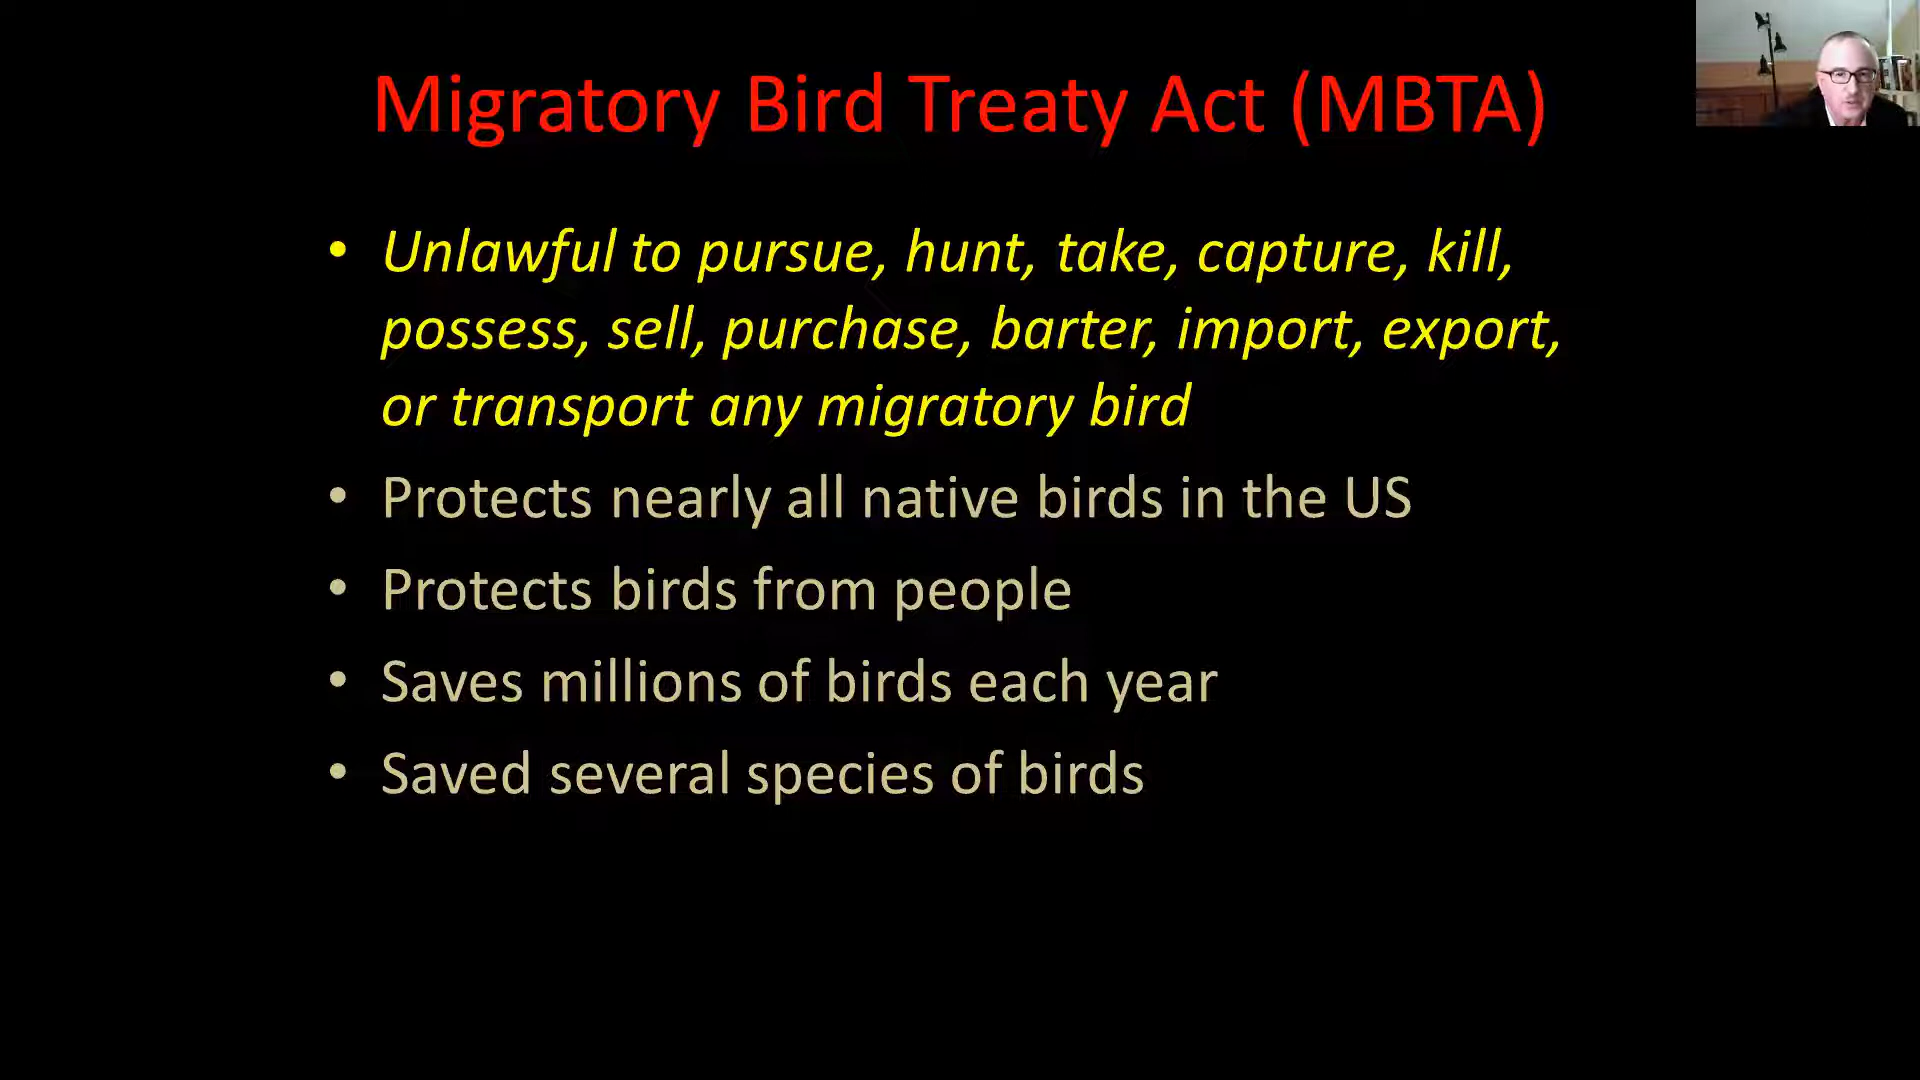 Migratory Bird Treaty Act (MBTA)
• Unlawful to pursue, hunt, take, capture, kill,
possess, sell, purchase, barter, import, export,
or transport any migratory bird
• Protects nearly all native birds in the US
• Protects birds from people
• Saves millions of birds each year
• Saved several species of birds